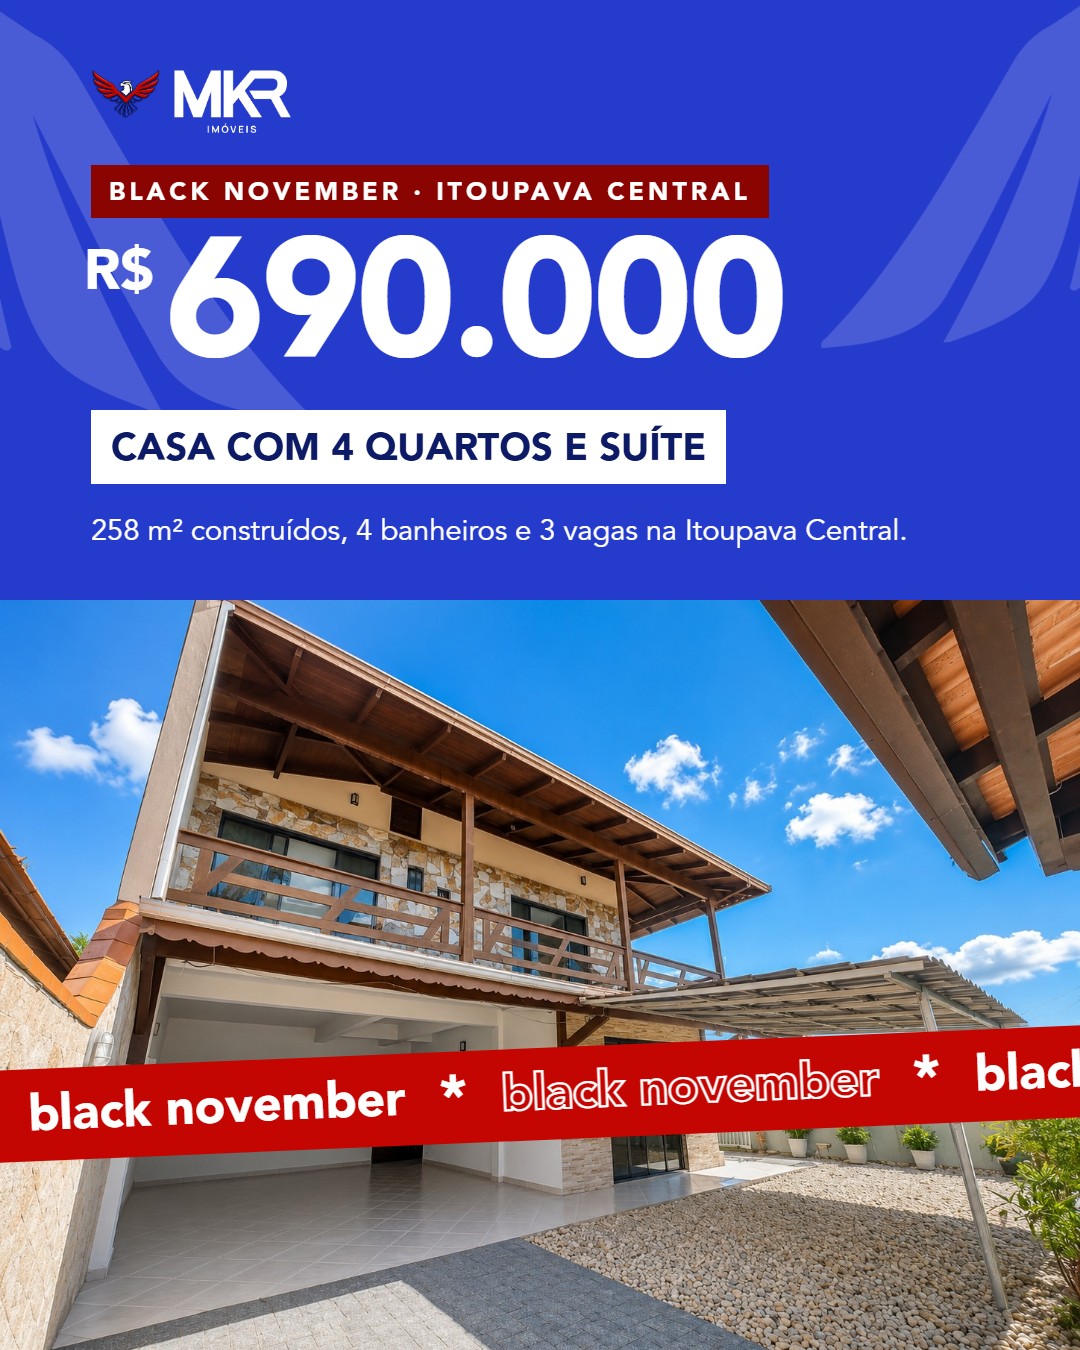 MKR
IMÓVEIS
BLACK NOVEMBER · ITOUPAVA CENTRAL
R$ 690.000
CASA COM 4 QUARTOS E SUÍTE
258 m² construídos, 4 banheiros e 3 vagas na Itoupava Central.
black november * black november * blac